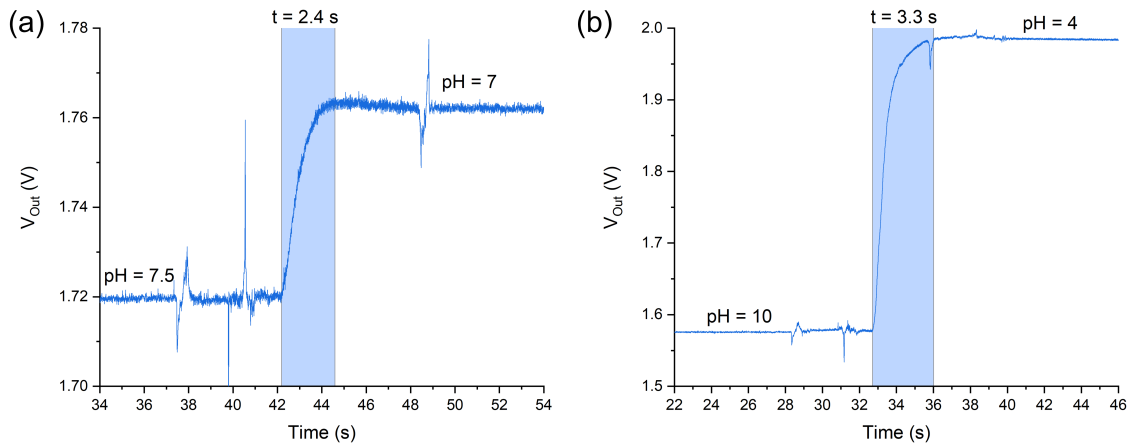 (a)
t = 2.4 s
1.78
1.76
1.74
1.72
1.70
V_Out (V)
pH = 7.5
pH = 7
34 36 38 40 42 44 46 48 50 52 54
Time (s)
(b)
t = 3.3 s
2.0
1.9
1.8
1.7
1.6
1.5
V_Out (V)
pH = 10
pH = 4
22 24 26 28 30 32 34 36 38 40 42 44 46
Time (s)